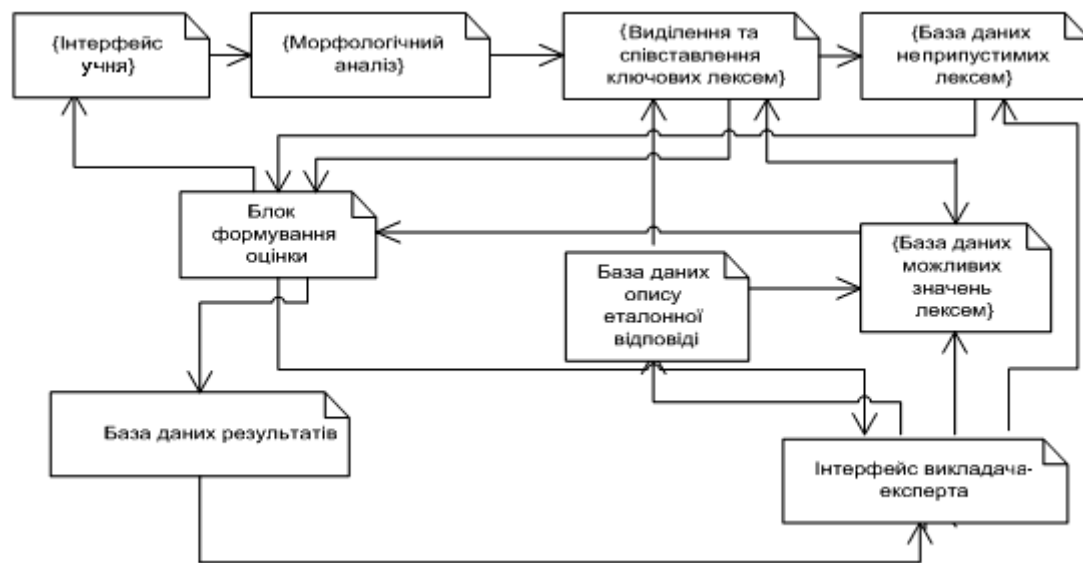 {Інтерфейс
учня}
{Морфологічний
аналіз}
{Виділення та
співставлення
ключових лексем}
{База даних
неприпустимих
лексем}
Блок
формування
оцінки
База даних
опису
еталонної
відповіді
{База даних
можливих
значень
лексем}
База даних результатів
Інтерфейс викладача-
експерта